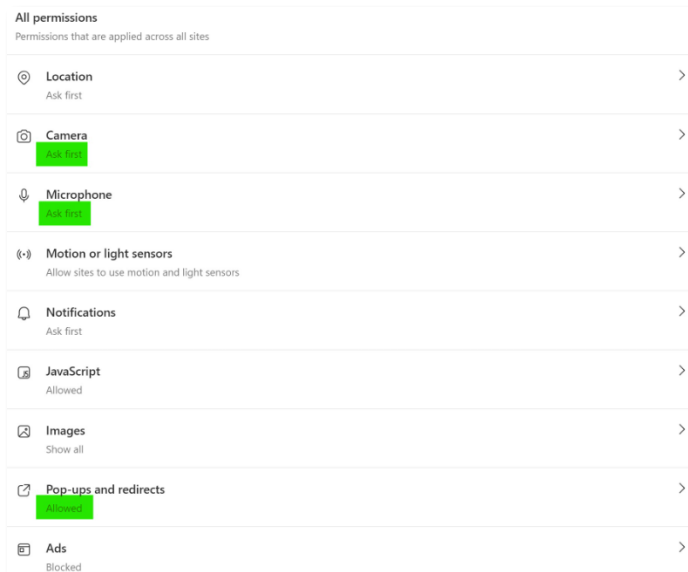 All permissions
Permissions that are applied across all sites
Location
Ask first
Camera
Ask first
Microphone
Ask first
Motion or light sensors
Allow sites to use motion and light sensors
Notifications
Ask first
JavaScript
Allowed
Images
Show all
Pop-ups and redirects
Allowed
Ads
Blocked